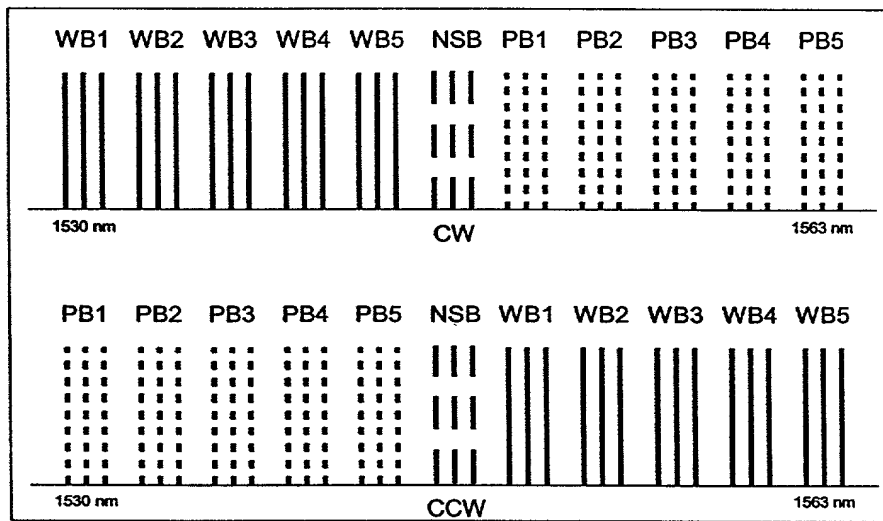 WB1 WB2 WB3 WB4 WB5 NSB PB1 PB2 PB3 PB4 PB5
1530 nm CW 1563 nm
PB1 PB2 PB3 PB4 PB5 NSB WB1 WB2 WB3 WB4 WB5
1530 nm CCW 1563 nm